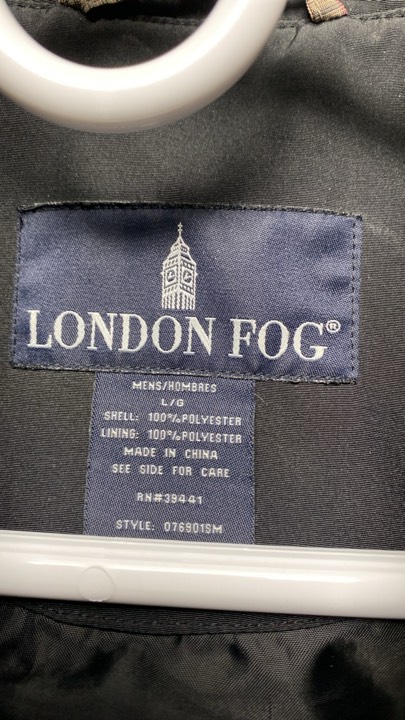 LONDON FOG®
MENS/HOMBRES
L/G
SHELL: 100%POLYESTER
LINING: 100%POLYESTER
MADE IN CHINA
SEE SIDE FOR CARE
RN#39441
STYLE: 076901SM